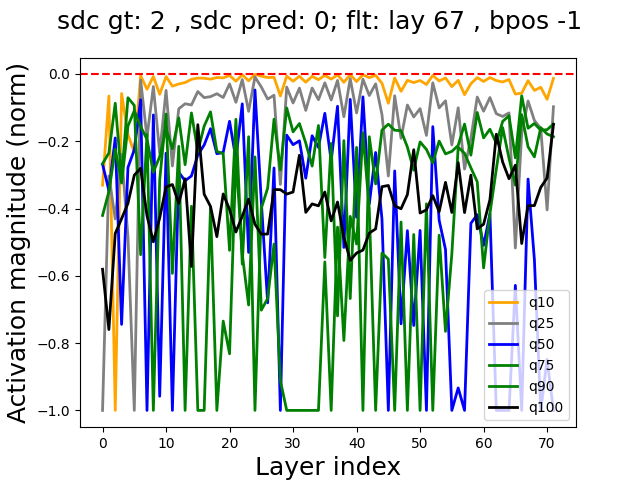 sdc gt: 2 , sdc pred: 0; flt: lay 67 , bpos -1
Activation magnitude (norm)
0.0
−0.2
−0.4
−0.6
−0.8
−1.0
q10
q25
q50
q75
q90
q100
0 10 20 30 40 50 60 70
Layer index